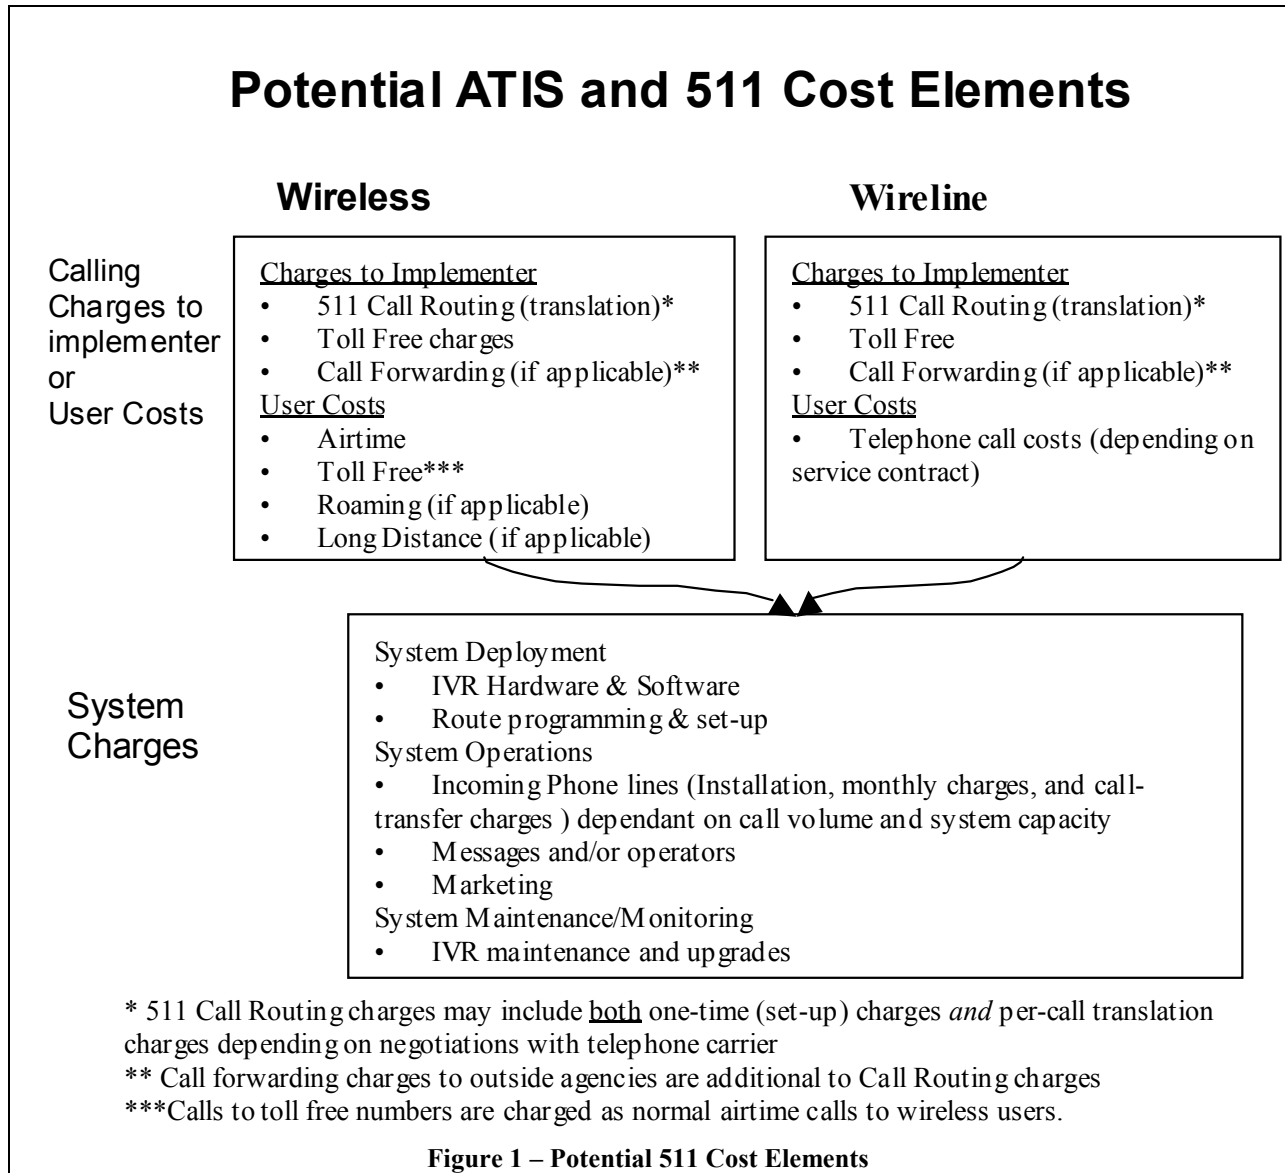 Potential ATIS and 511 Cost Elements
Wireless
Wireline
Calling
Charges to
implementer
or
User Costs
Charges to Implementer
• 511 Call Routing (translation)*
• Toll Free charges
• Call Forwarding (if applicable)**
User Costs
• Airtime
• Toll Free***
• Roaming (if applicable)
• Long Distance (if applicable)
Charges to Implementer
• 511 Call Routing (translation)*
• Toll Free
• Call Forwarding (if applicable)**
User Costs
• Telephone call costs (depending on
service contract)
System
Charges
System Deployment
• IVR Hardware & Software
• Route programming & set-up
System Operations
• Incoming Phone lines (Installation, monthly charges, and call-
transfer charges ) dependant on call volume and system capacity
• Messages and/or operators
• Marketing
System Maintenance/Monitoring
• IVR maintenance and upgrades
* 511 Call Routing charges may include both one-time (set-up) charges and per-call translation
charges depending on negotiations with telephone carrier
** Call forwarding charges to outside agencies are additional to Call Routing charges
***Calls to toll free numbers are charged as normal airtime calls to wireless users.
Figure 1 – Potential 511 Cost Elements